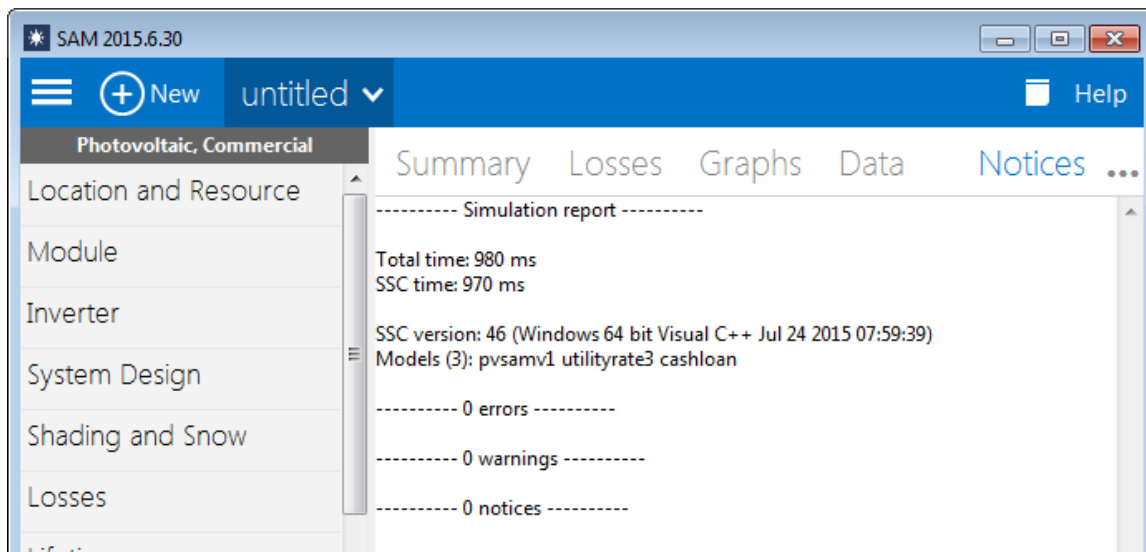 SAM 2015.6.30
New untitled Help
Photovoltaic, Commercial
Location and Resource
Module
Inverter
System Design
Shading and Snow
Losses
Summary Losses Graphs Data Notices ...
---------- Simulation report ----------
Total time: 980 ms
SSC time: 970 ms
SSC version: 46 (Windows 64 bit Visual C++ Jul 24 2015 07:59:39)
Models (3): pvsamv1 utilityrate3 cashloan
---------- 0 errors ----------
---------- 0 warnings ----------
---------- 0 notices ----------